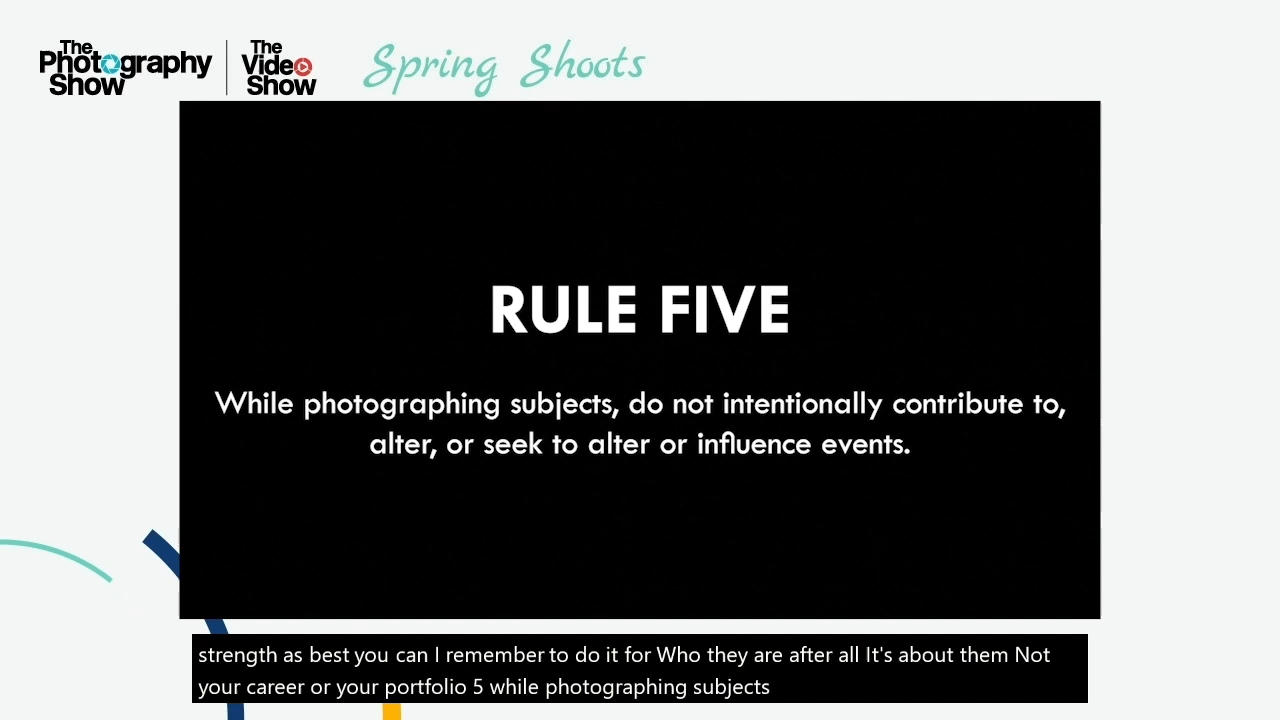 The
Photography
Show
The
Video
Show
Spring Shoots
RULE FIVE
While photographing subjects, do not intentionally contribute to,
alter, or seek to alter or influence events.
strength as best you can I remember to do it for Who they are after all It's about them Not
your career or your portfolio 5 while photographing subjects